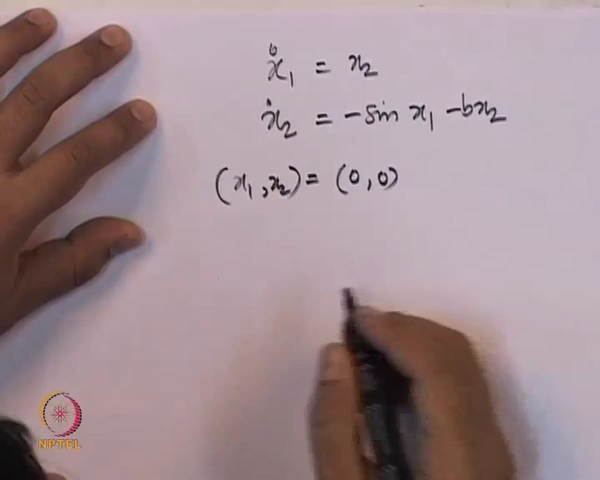 ẋ₁ = x₂
ẋ₂ = -sin x₁ -bx₂
(x₁, x₂) = (0, 0)
NPTEL